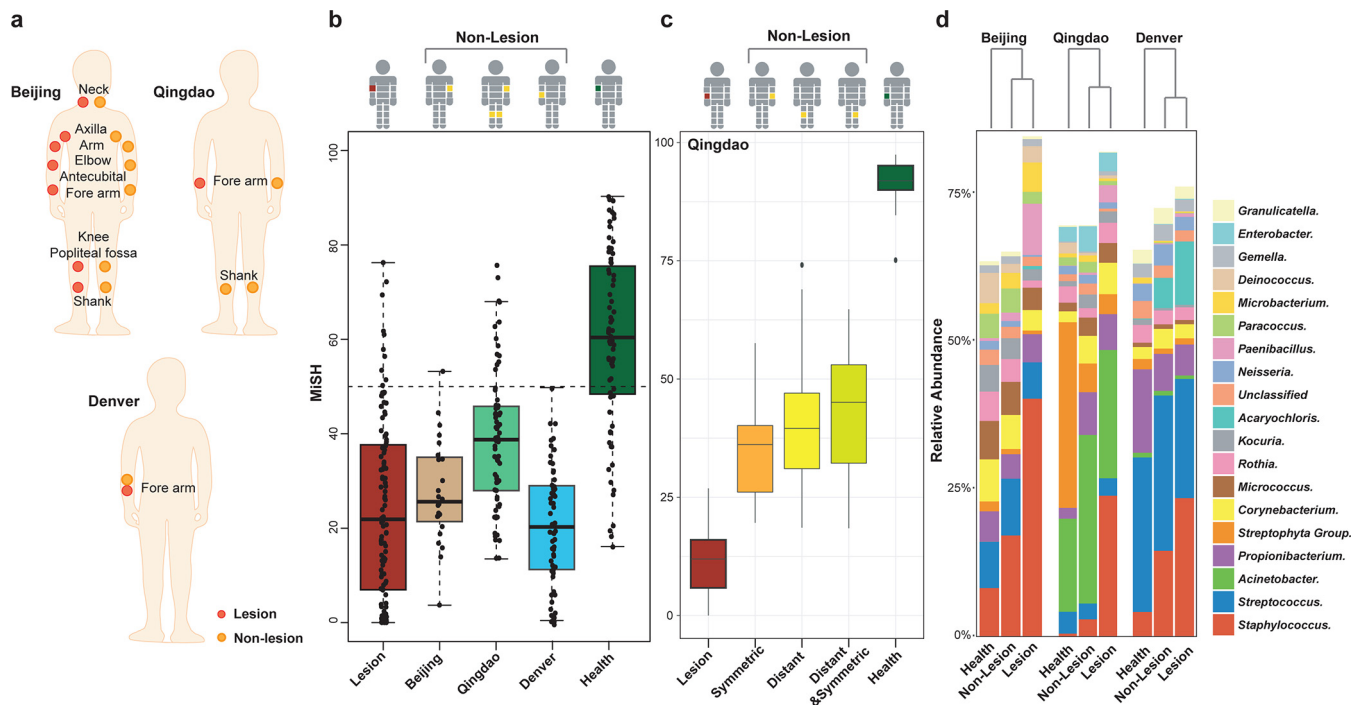 a
Beijing
Neck
Axilla
Arm
Elbow
Antecubital
Fore arm
Knee
Popliteal fossa
Shank
Qingdao
Fore arm
Shank
Denver
Fore arm
Lesion
Non-lesion
b
Non-Lesion
MiSH
100
80
60
40
20
0
Lesion
Beijing
Qingdao
Denver
Health
c
Non-Lesion
Qingdao
100
75
50
25
0
Lesion
Symmetric
Distant
Distant
&Symmetric
Health
d
Beijing
Qingdao
Denver
Relative Abundance
75%
50%
25%
0%
Health
Non-Lesion
Lesion
Health
Non-Lesion
Lesion
Health
Non-Lesion
Lesion
Granulicatella.
Enterobacter.
Gemella.
Deinococcus.
Microbacterium.
Paracoccus.
Paenibacillus.
Neisseria.
Unclassified
Acaryochloris.
Kocuria.
Rothia.
Micrococcus.
Corynebacterium.
Streptophyta Group.
Propionibacterium.
Acinetobacter.
Streptococcus.
Staphylococcus.